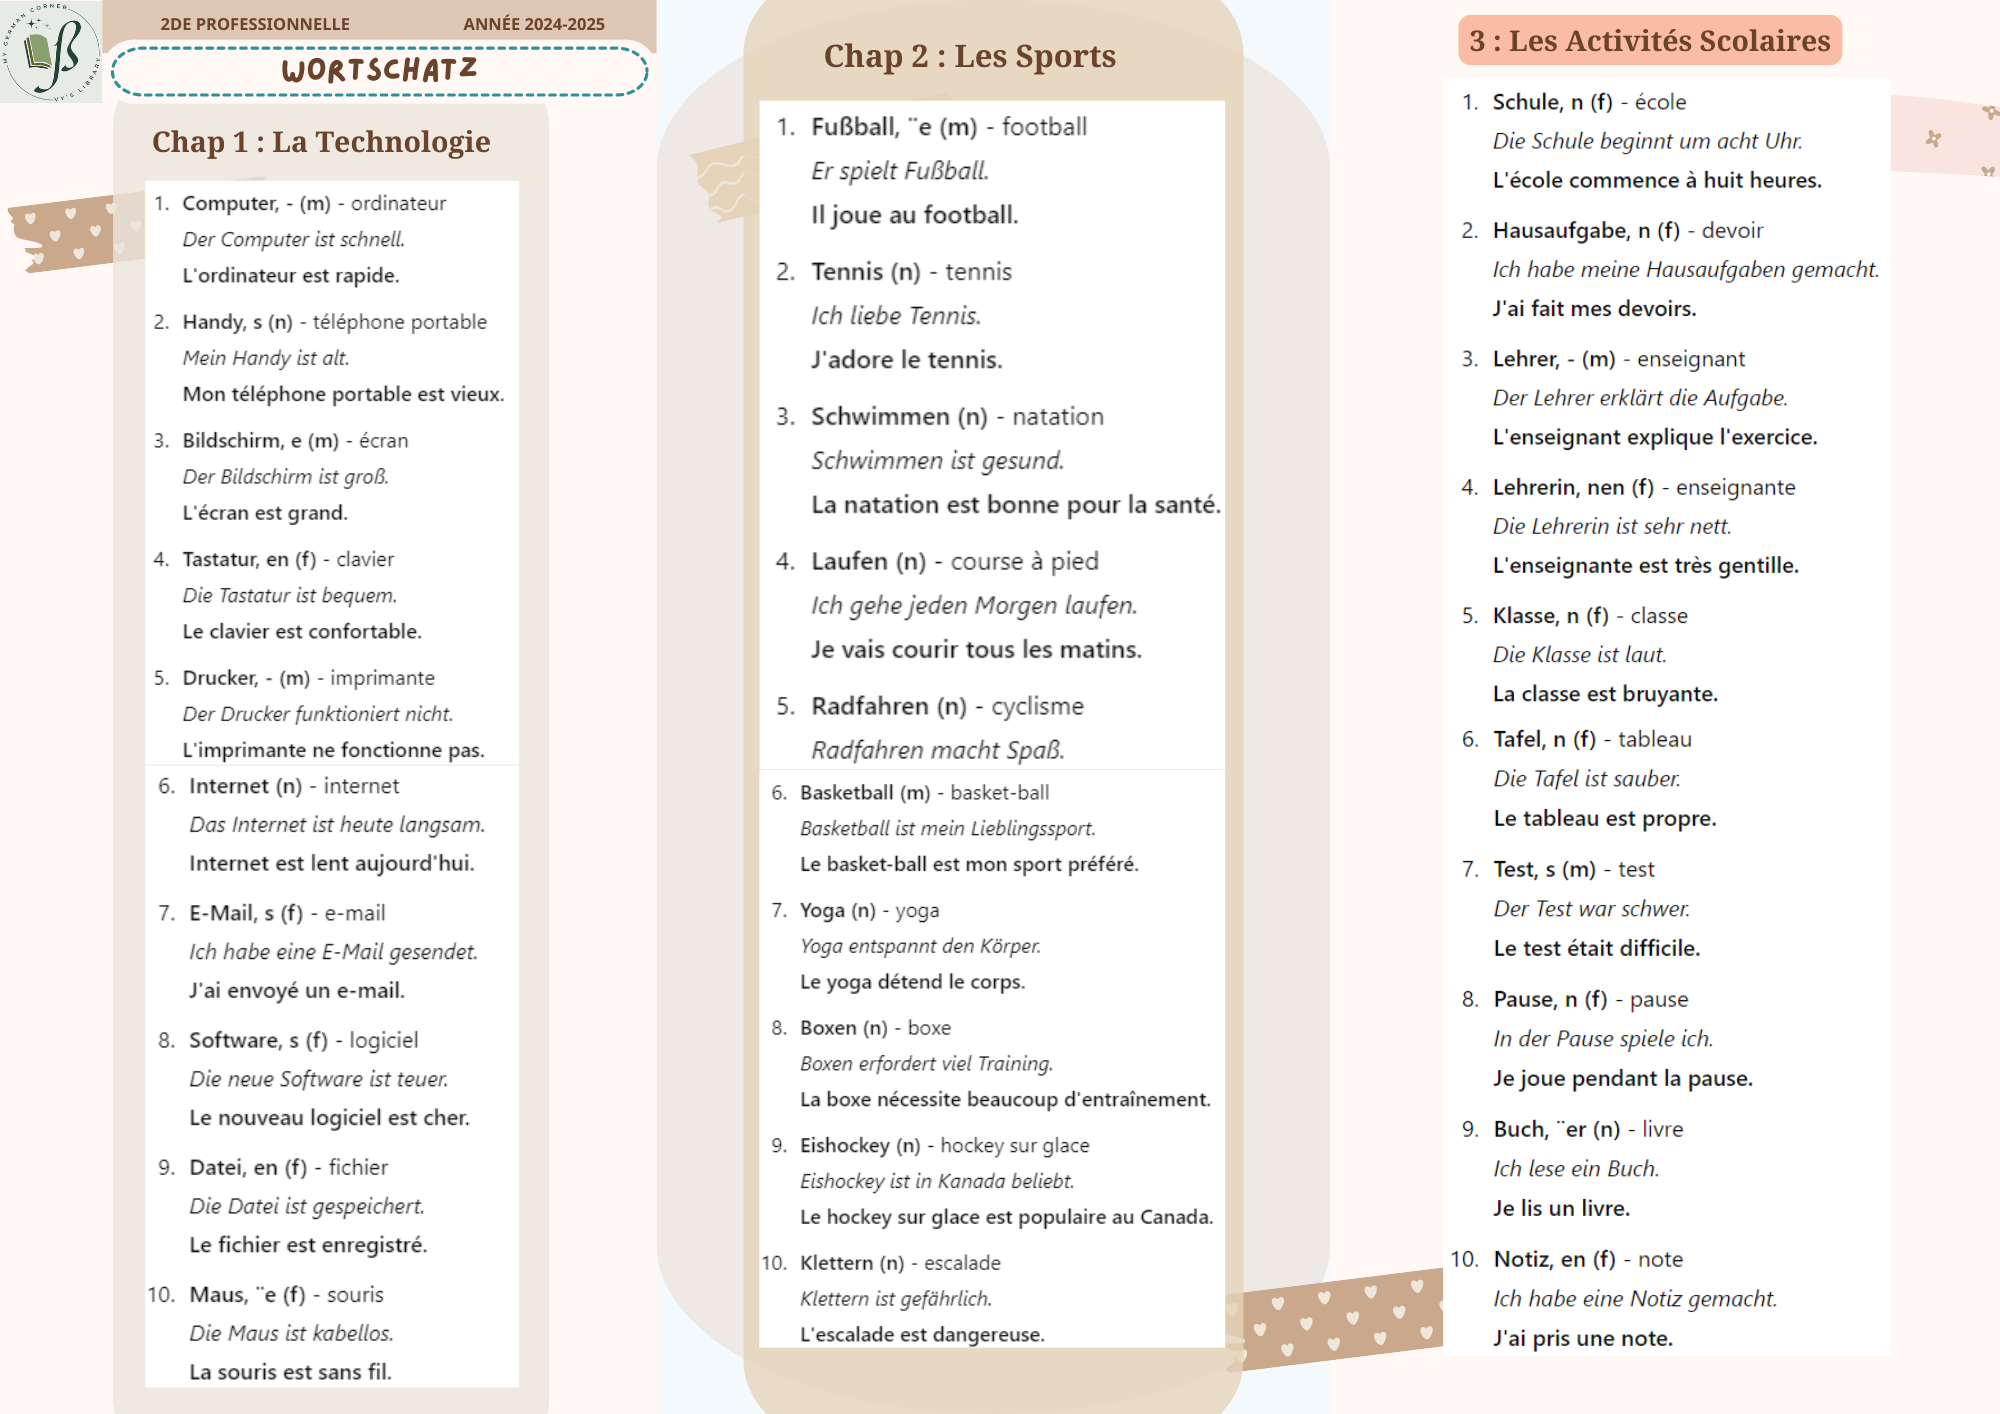 MY GERMAN CORNER
ß
VY'S LIBRARY
2DE PROFESSIONNELLE
ANNÉE 2024-2025
WORTSCHATZ
Chap 1 : La Technologie
1. Computer, - (m) - ordinateur
Der Computer ist schnell.
L'ordinateur est rapide.
2. Handy, s (n) - téléphone portable
Mein Handy ist alt.
Mon téléphone portable est vieux.
3. Bildschirm, e (m) - écran
Der Bildschirm ist groß.
L'écran est grand.
4. Tastatur, en (f) - clavier
Die Tastatur ist bequem.
Le clavier est confortable.
5. Drucker, - (m) - imprimante
Der Drucker funktioniert nicht.
L'imprimante ne fonctionne pas.
6. Internet (n) - internet
Das Internet ist heute langsam.
Internet est lent aujourd'hui.
7. E-Mail, s (f) - e-mail
Ich habe eine E-Mail gesendet.
J'ai envoyé un e-mail.
8. Software, s (f) - logiciel
Die neue Software ist teuer.
Le nouveau logiciel est cher.
9. Datei, en (f) - fichier
Die Datei ist gespeichert.
Le fichier est enregistré.
10. Maus, ¨e (f) - souris
Die Maus ist kabellos.
La souris est sans fil.
Chap 2 : Les Sports
1. Fußball, ¨e (m) - football
Er spielt Fußball.
Il joue au football.
2. Tennis (n) - tennis
Ich liebe Tennis.
J'adore le tennis.
3. Schwimmen (n) - natation
Schwimmen ist gesund.
La natation est bonne pour la santé.
4. Laufen (n) - course à pied
Ich gehe jeden Morgen laufen.
Je vais courir tous les matins.
5. Radfahren (n) - cyclisme
Radfahren macht Spaß.
6. Basketball (m) - basket-ball
Basketball ist mein Lieblingssport.
Le basket-ball est mon sport préféré.
7. Yoga (n) - yoga
Yoga entspannt den Körper.
Le yoga détend le corps.
8. Boxen (n) - boxe
Boxen erfordert viel Training.
La boxe nécessite beaucoup d'entraînement.
9. Eishockey (n) - hockey sur glace
Eishockey ist in Kanada beliebt.
Le hockey sur glace est populaire au Canada.
10. Klettern (n) - escalade
Klettern ist gefährlich.
L'escalade est dangereuse.
3 : Les Activités Scolaires
1. Schule, n (f) - école
Die Schule beginnt um acht Uhr.
L'école commence à huit heures.
2. Hausaufgabe, n (f) - devoir
Ich habe meine Hausaufgaben gemacht.
J'ai fait mes devoirs.
3. Lehrer, - (m) - enseignant
Der Lehrer erklärt die Aufgabe.
L'enseignant explique l'exercice.
4. Lehrerin, nen (f) - enseignante
Die Lehrerin ist sehr nett.
L'enseignante est très gentille.
5. Klasse, n (f) - classe
Die Klasse ist laut.
La classe est bruyante.
6. Tafel, n (f) - tableau
Die Tafel ist sauber.
Le tableau est propre.
7. Test, s (m) - test
Der Test war schwer.
Le test était difficile.
8. Pause, n (f) - pause
In der Pause spiele ich.
Je joue pendant la pause.
9. Buch, ¨er (n) - livre
Ich lese ein Buch.
Je lis un livre.
10. Notiz, en (f) - note
Ich habe eine Notiz gemacht.
J'ai pris une note.